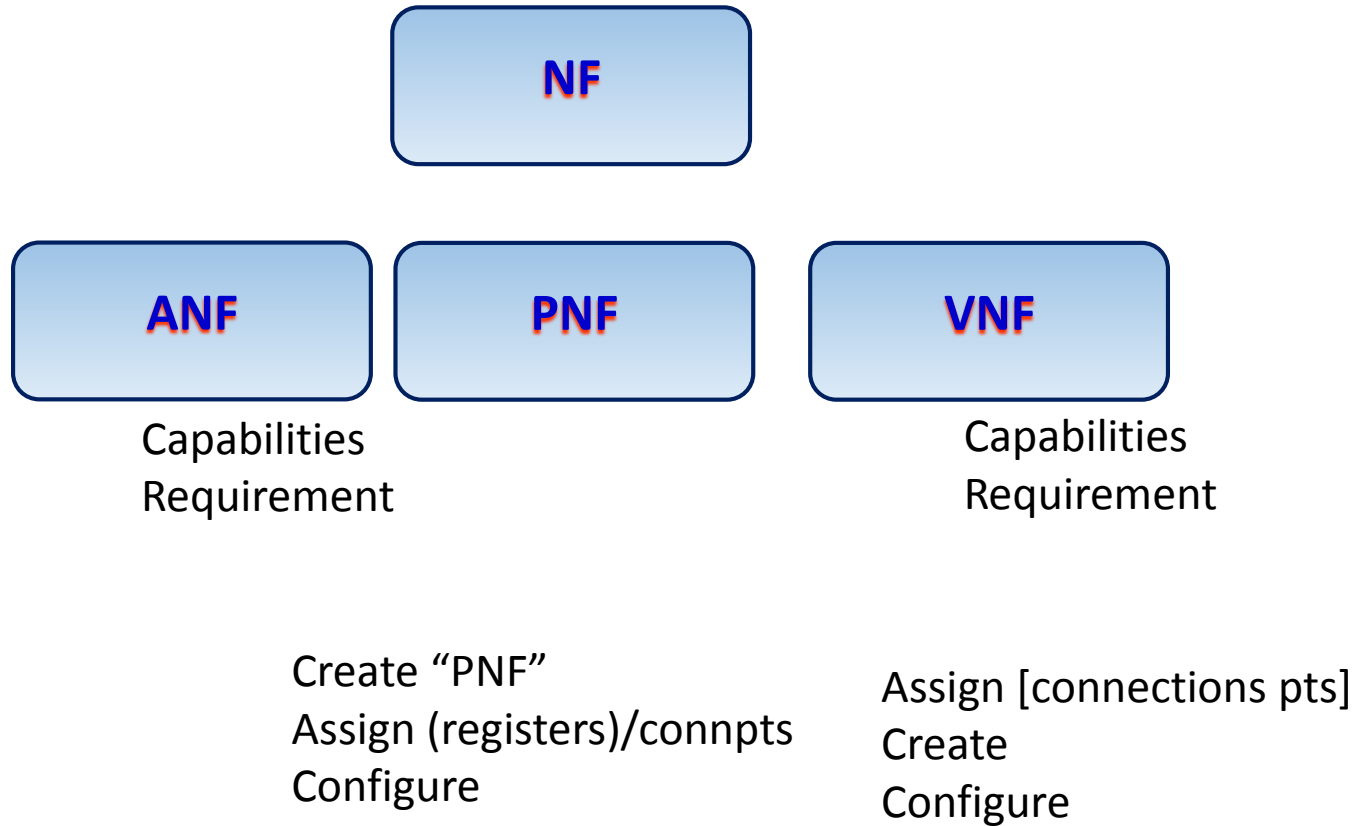 NF
ANF
PNF
VNF
Capabilities
Requirement
Capabilities
Requirement
Create “PNF”
Assign (registers)/connpts
Configure
Assign [connections pts]
Create
Configure